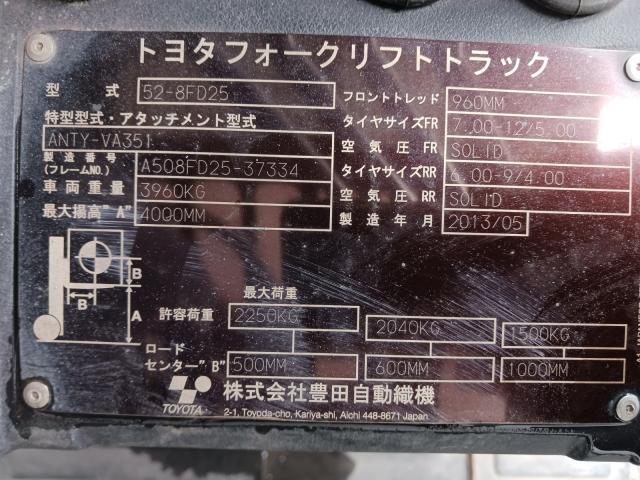 トヨタフォークリフトトラック
型式 52-8FD25
特型型式・アタッチメント型式
ANTY-VA351
製造番号 (フレームNO.) A508FD25-37334
車両重量 3960KG
最大揚高"A" 4000MM
フロントトレッド 960MM
タイヤサイズFR 7.00-12/5.00
空気圧FR SOLID
タイヤサイズRR 6.00-9/4.00
空気圧RR SOLID
製造年月 2013/05
B
B
A
最大荷重
許容荷重 2250KG 2040KG 1500KG
ロード
センター"B" 500MM 600MM 1000MM
TOYOTA
株式会社豊田自動織機
2-1, Toyoda-cho, Kariya-shi, Aichi 448-8671 Japan